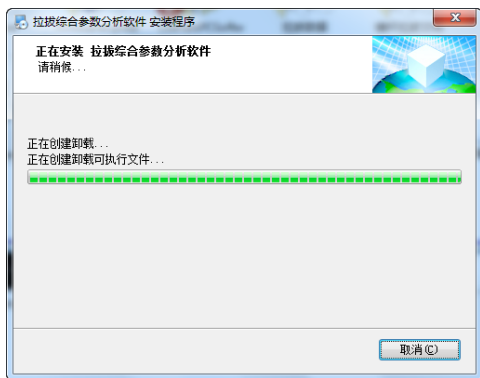 拉拔综合参数分析软件 安装程序
正在安装 拉拔综合参数分析软件
请稍候...
正在创建卸载...
正在创建卸载可执行文件...
取消(C)